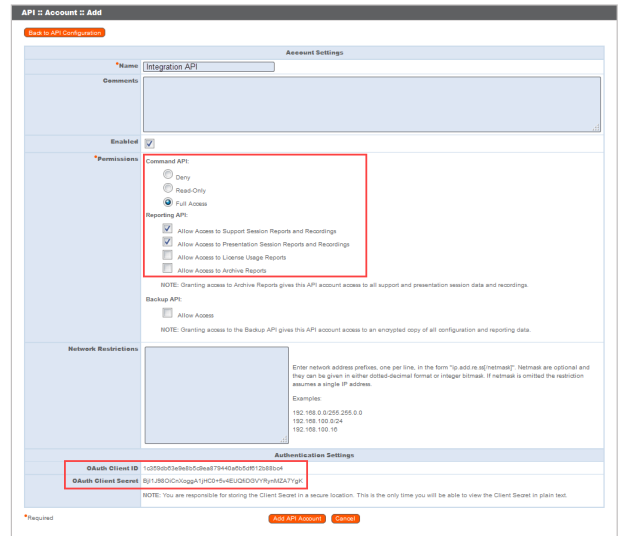 API :: Account :: Add
Back to API Configuration
Account Settings
*Name Integration API
Comments
Enabled
*Permissions Command API:
Deny
Read-Only
Full Access
Reporting API:
Allow Access to Support Session Reports and Recordings
Allow Access to Presentation Session Reports and Recordings
Allow Access to License Usage Reports
Allow Access to Archive Reports
NOTE: Granting access to Archive Reports gives this API account access to all support and presentation session data and recordings.
Backup API:
Allow Access
NOTE: Granting access to the Backup API gives this API account access to an encrypted copy of all configuration and reporting data.
Network Restrictions
Enter network address prefixes, one per line, in the form "ip.add.re.ss[/netmask]". Netmask are optional and
they can be given in either dotted-decimal format or integer bitmask. If netmask is omitted the restriction
assumes a single IP address.
Examples:
192.168.0.0/255.255.0.0
192.168.100.0/24
192.168.100.16
Authentication Settings
OAuth Client ID
OAuth Client Secret
NOTE: You are responsible for storing the Client Secret in a secure location. This is the only time you will be able to view the Client Secret in plain text.
*Required
Add API Account Cancel